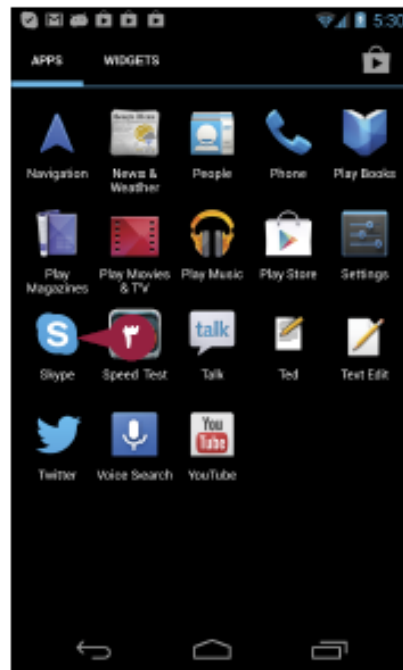 5:30
APPS WIDGETS
Navigation News & Weather People Phone Play Books
Play Magazines Play Movies & TV Play Music Play Store Settings
S ٣ talk
Skype Speed Test Talk Ted Text Edit
You Tube
Twitter Voice Search YouTube